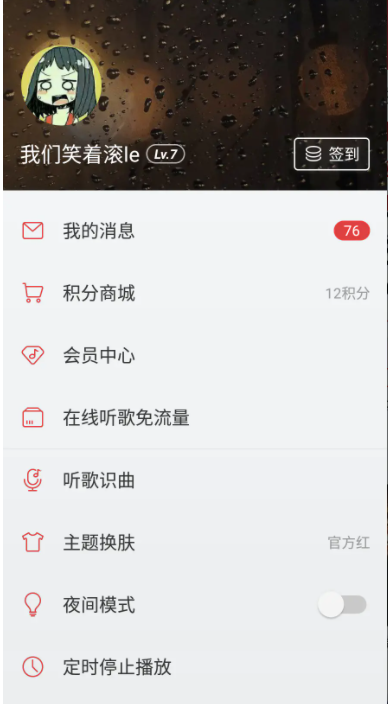 我们笑着滚le Lv.7 签到
我的消息 76
积分商城 12积分
会员中心
在线听歌免流量
听歌识曲
主题换肤 官方红
夜间模式
定时停止播放